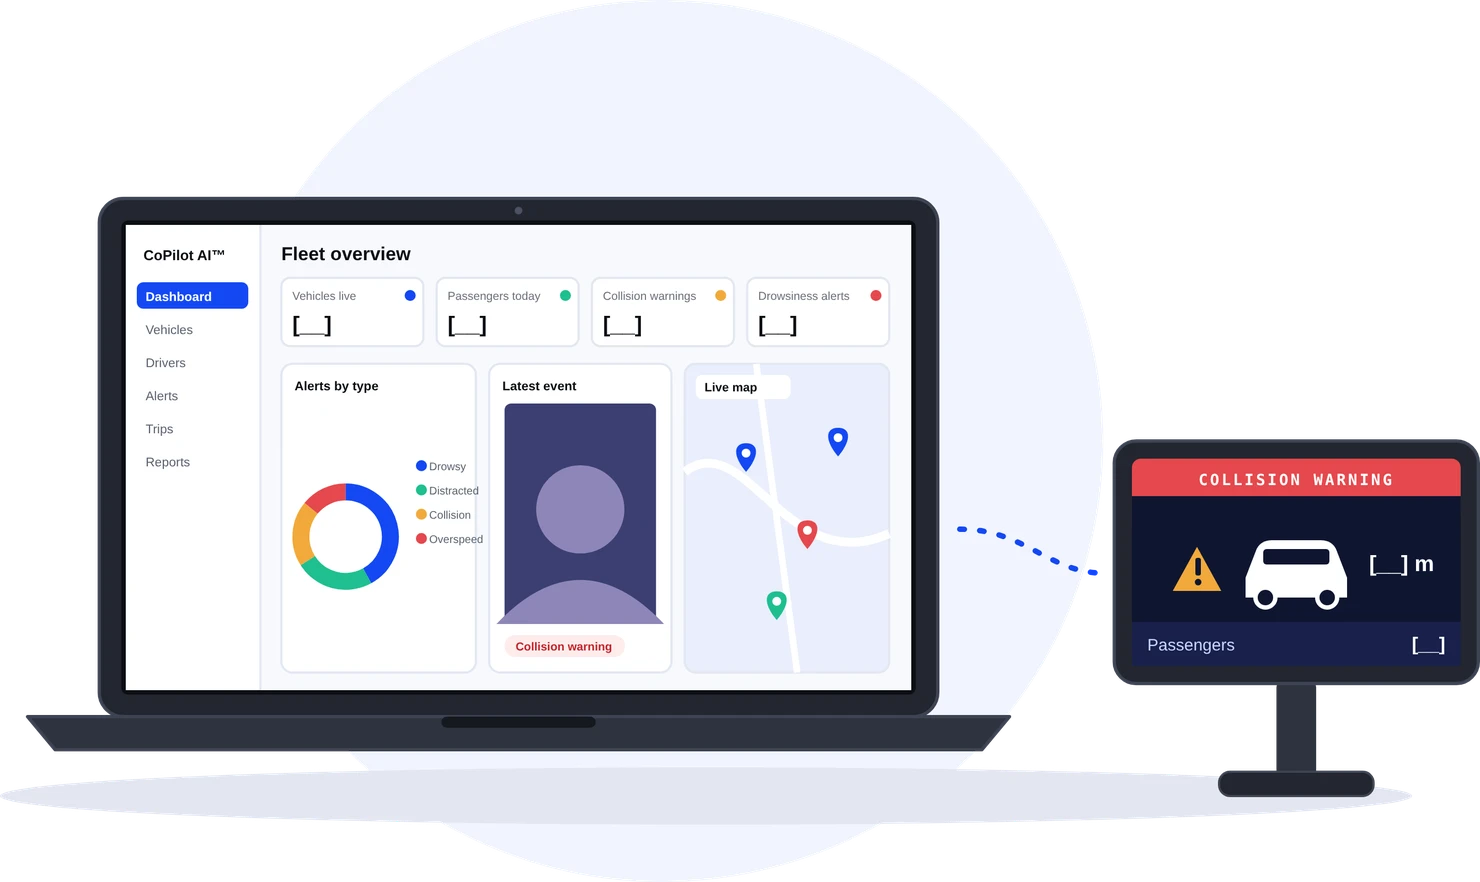 CoPilot AI™
Dashboard
Vehicles
Drivers
Alerts
Trips
Reports
Fleet overview
Vehicles live
[__]
Passengers today
[__]
Collision warnings
[__]
Drowsiness alerts
[__]
Alerts by type
Drowsy
Distracted
Collision
Overspeed
Latest event
Collision warning
Live map
COLLISION WARNING
[__] m
Passengers [__]